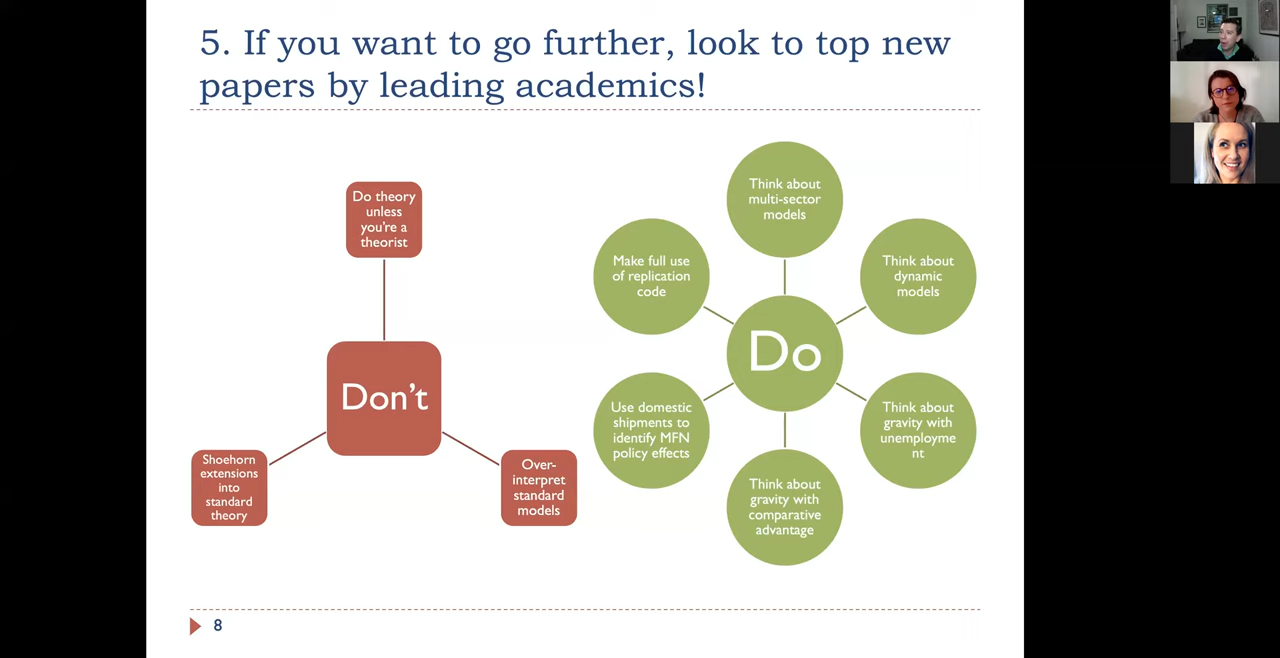 5. If you want to go further, look to top new
papers by leading academics!
Do theory
unless
you're a
theorist
Don't
Shoehorn
extensions
into
standard
theory
Over-
interpret
standard
models
Do
Think about
multi-sector
models
Think about
dynamic
models
Think about
gravity with
unemployme
nt
Think about
gravity with
comparative
advantage
Use domestic
shipments to
identify MFN
policy effects
Make full use
of replication
code
8